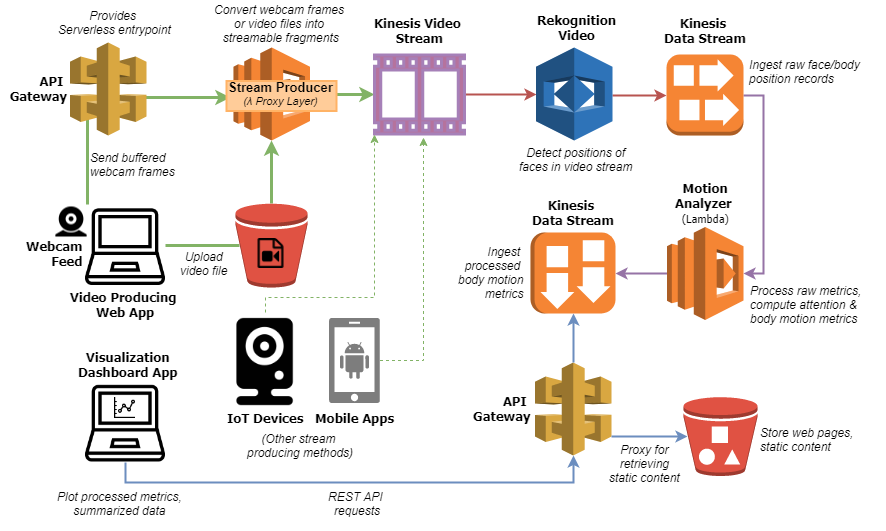 Provides
Serverless entrypoint
API
Gateway
Send buffered
webcam frames
Convert webcam frames
or video files into
streamable fragments
Stream Producer
(λ Proxy Layer)
Kinesis Video
Stream
Rekognition
Video
Detect positions of
faces in video stream
Kinesis
Data Stream
Ingest raw face/body
position records
Webcam
Feed
Video Producing
Web App
Upload
video file
Kinesis
Data Stream
Ingest
processed
body motion
metrics
Motion
Analyzer
(Lambda)
Process raw metrics,
compute attention &
body motion metrics
Visualization
Dashboard App
IoT Devices
Mobile Apps
(Other stream
producing methods)
API
Gateway
Proxy for
retrieving
static content
Store web pages,
static content
Plot processed metrics,
summarized data
REST API
requests